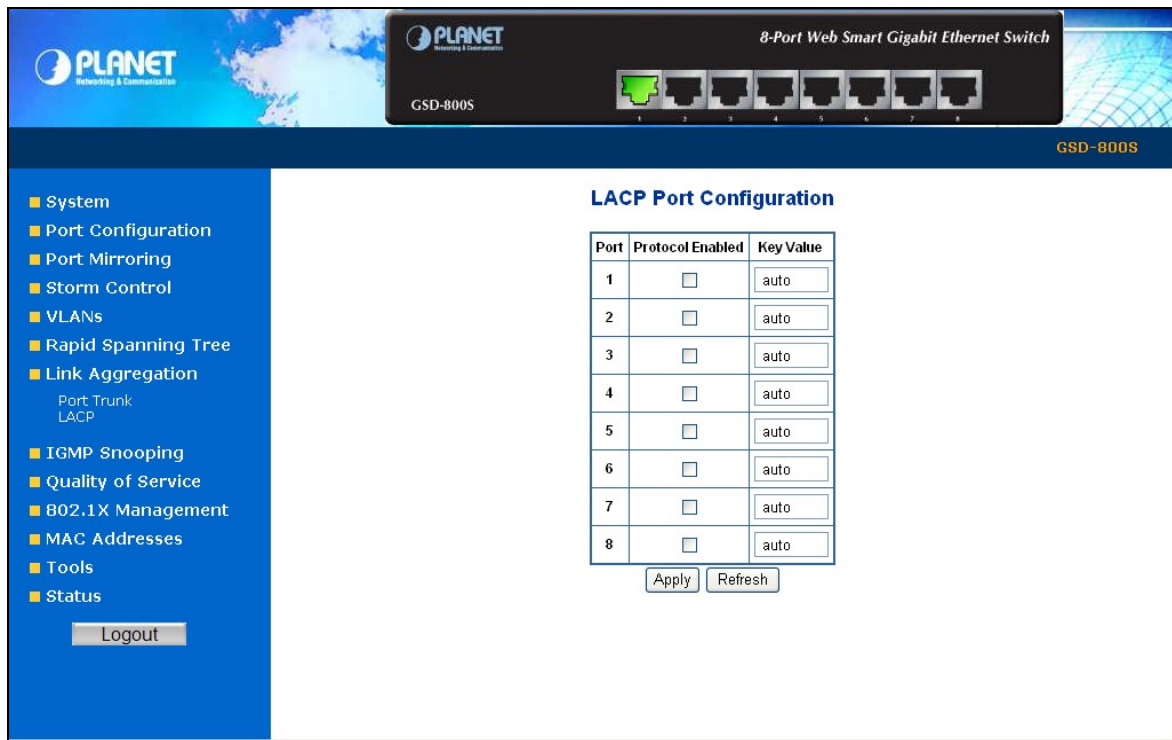 PLANET
Networking & Communication
PLANET
Networking & Communication
8-Port Web Smart Gigabit Ethernet Switch
GSD-800S
1 2 3 4 5 6 7 8
GSD-800S
System
Port Configuration
Port Mirroring
Storm Control
VLANs
Rapid Spanning Tree
Link Aggregation
Port Trunk
LACP
IGMP Snooping
Quality of Service
802.1X Management
MAC Addresses
Tools
Status
Logout
LACP Port Configuration
Port Protocol Enabled Key Value
1 auto
2 auto
3 auto
4 auto
5 auto
6 auto
7 auto
8 auto
Apply Refresh